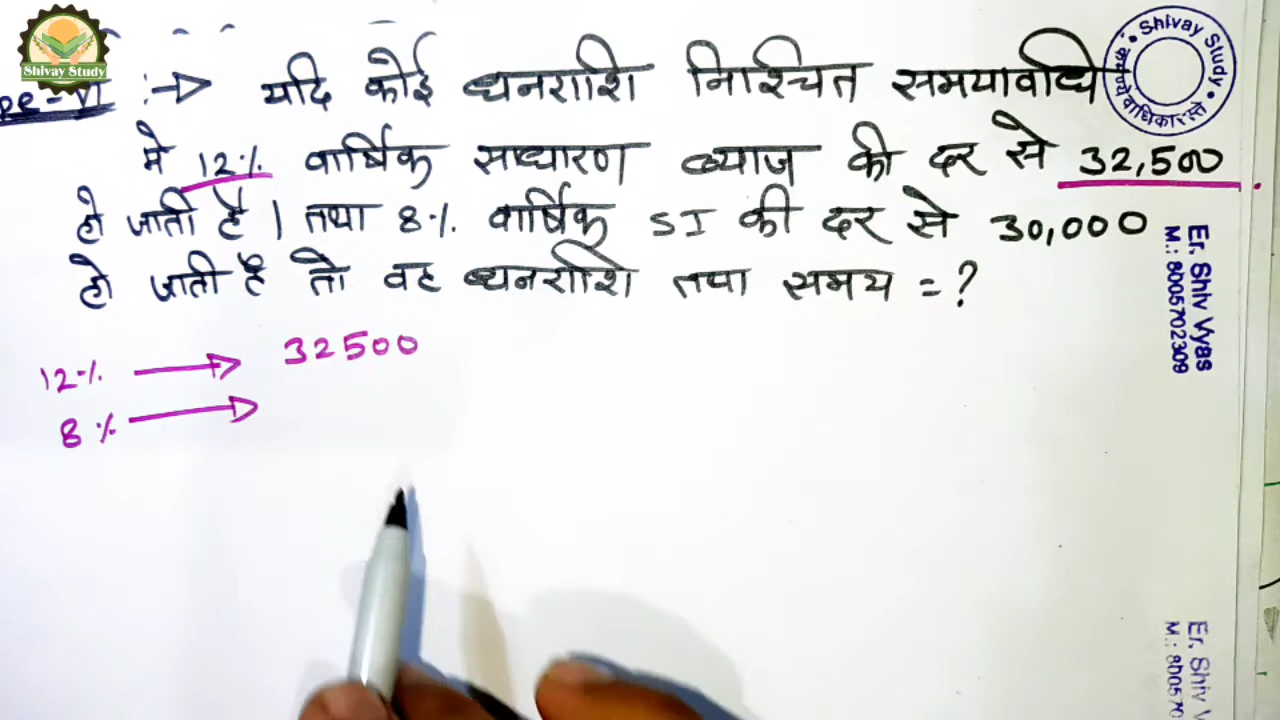 Shivay Study
:→ यदि कोई धनराशि निश्चित समयावधि
मे 12% वार्षिक साधारण ब्याज की दर से 32,500
हो जाती है । तथा 8% वार्षिक SI की दर से 30,000
हो जाती है तो वह धनराशि तथा समय = ?
12% → 32500
8% →
Shivay Study
Er. Shiv Vyas
M.: 8005702309
Er. Shiv
M.: 80057